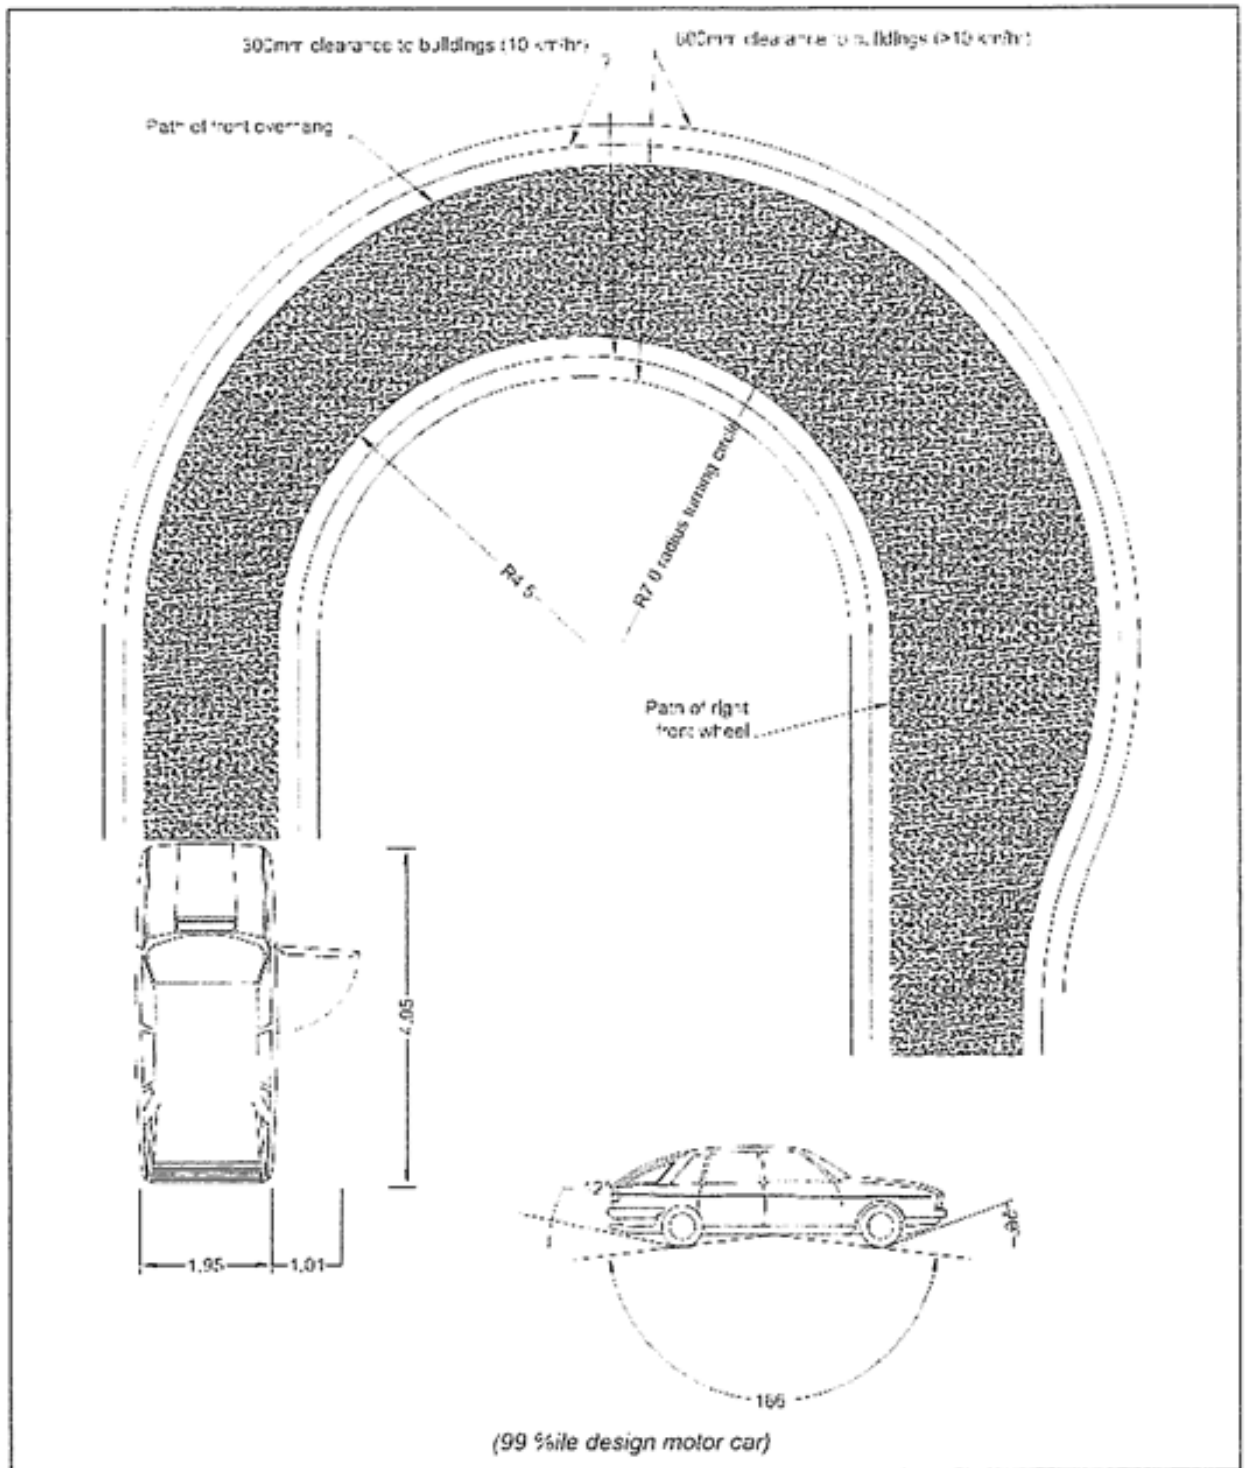 300mm clearance to buildings (10 km/hr)
600mm clearance to buildings (>10 km/hr)
Path of front overhang
R4 5
R7 0 radius turning circle
Path of right
front wheel
1,95
1,01
166
(99 %ile design motor car)